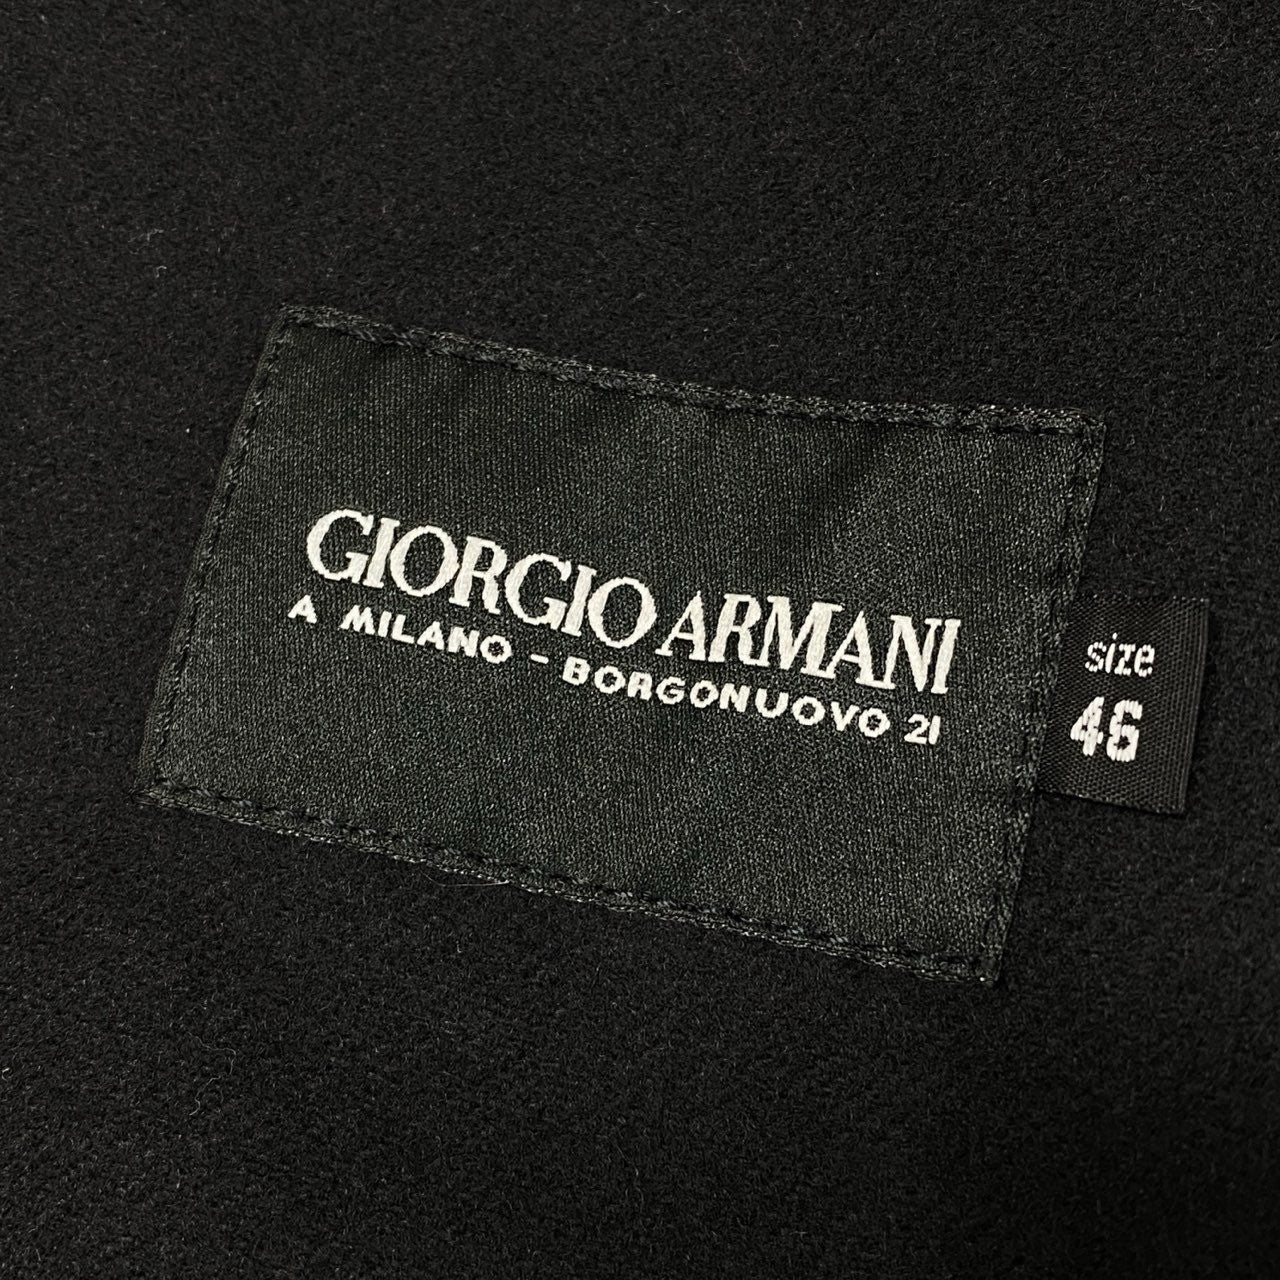 GIORGIO ARMANI
A MILANO - BORGONUOVO 21
size
46